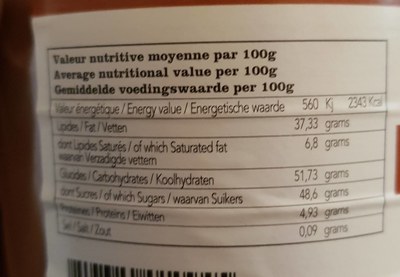 Valeur nutritive moyenne par 100g
Average nutritional value per 100g
Gemiddelde voedingswaarde per 100g
Valeur énergétique / Energy value / Energetische waarde 560 Kj 2343 Kcal
Lipides / Fat / Vetten 37,33 grams
dont Lipides Saturés / of which Saturated fat 6,8 grams
waarvan Verzadigde vettem
Glucides / Carbohydrates / Koolhydraten 51,73 grams
dont Sucres / of which Sugars / waarvan Suikers 48,6 grams
Proteines / Proteins / Eiwitten 4,93 grams
Sel / Salt / Zout 0,09 grams